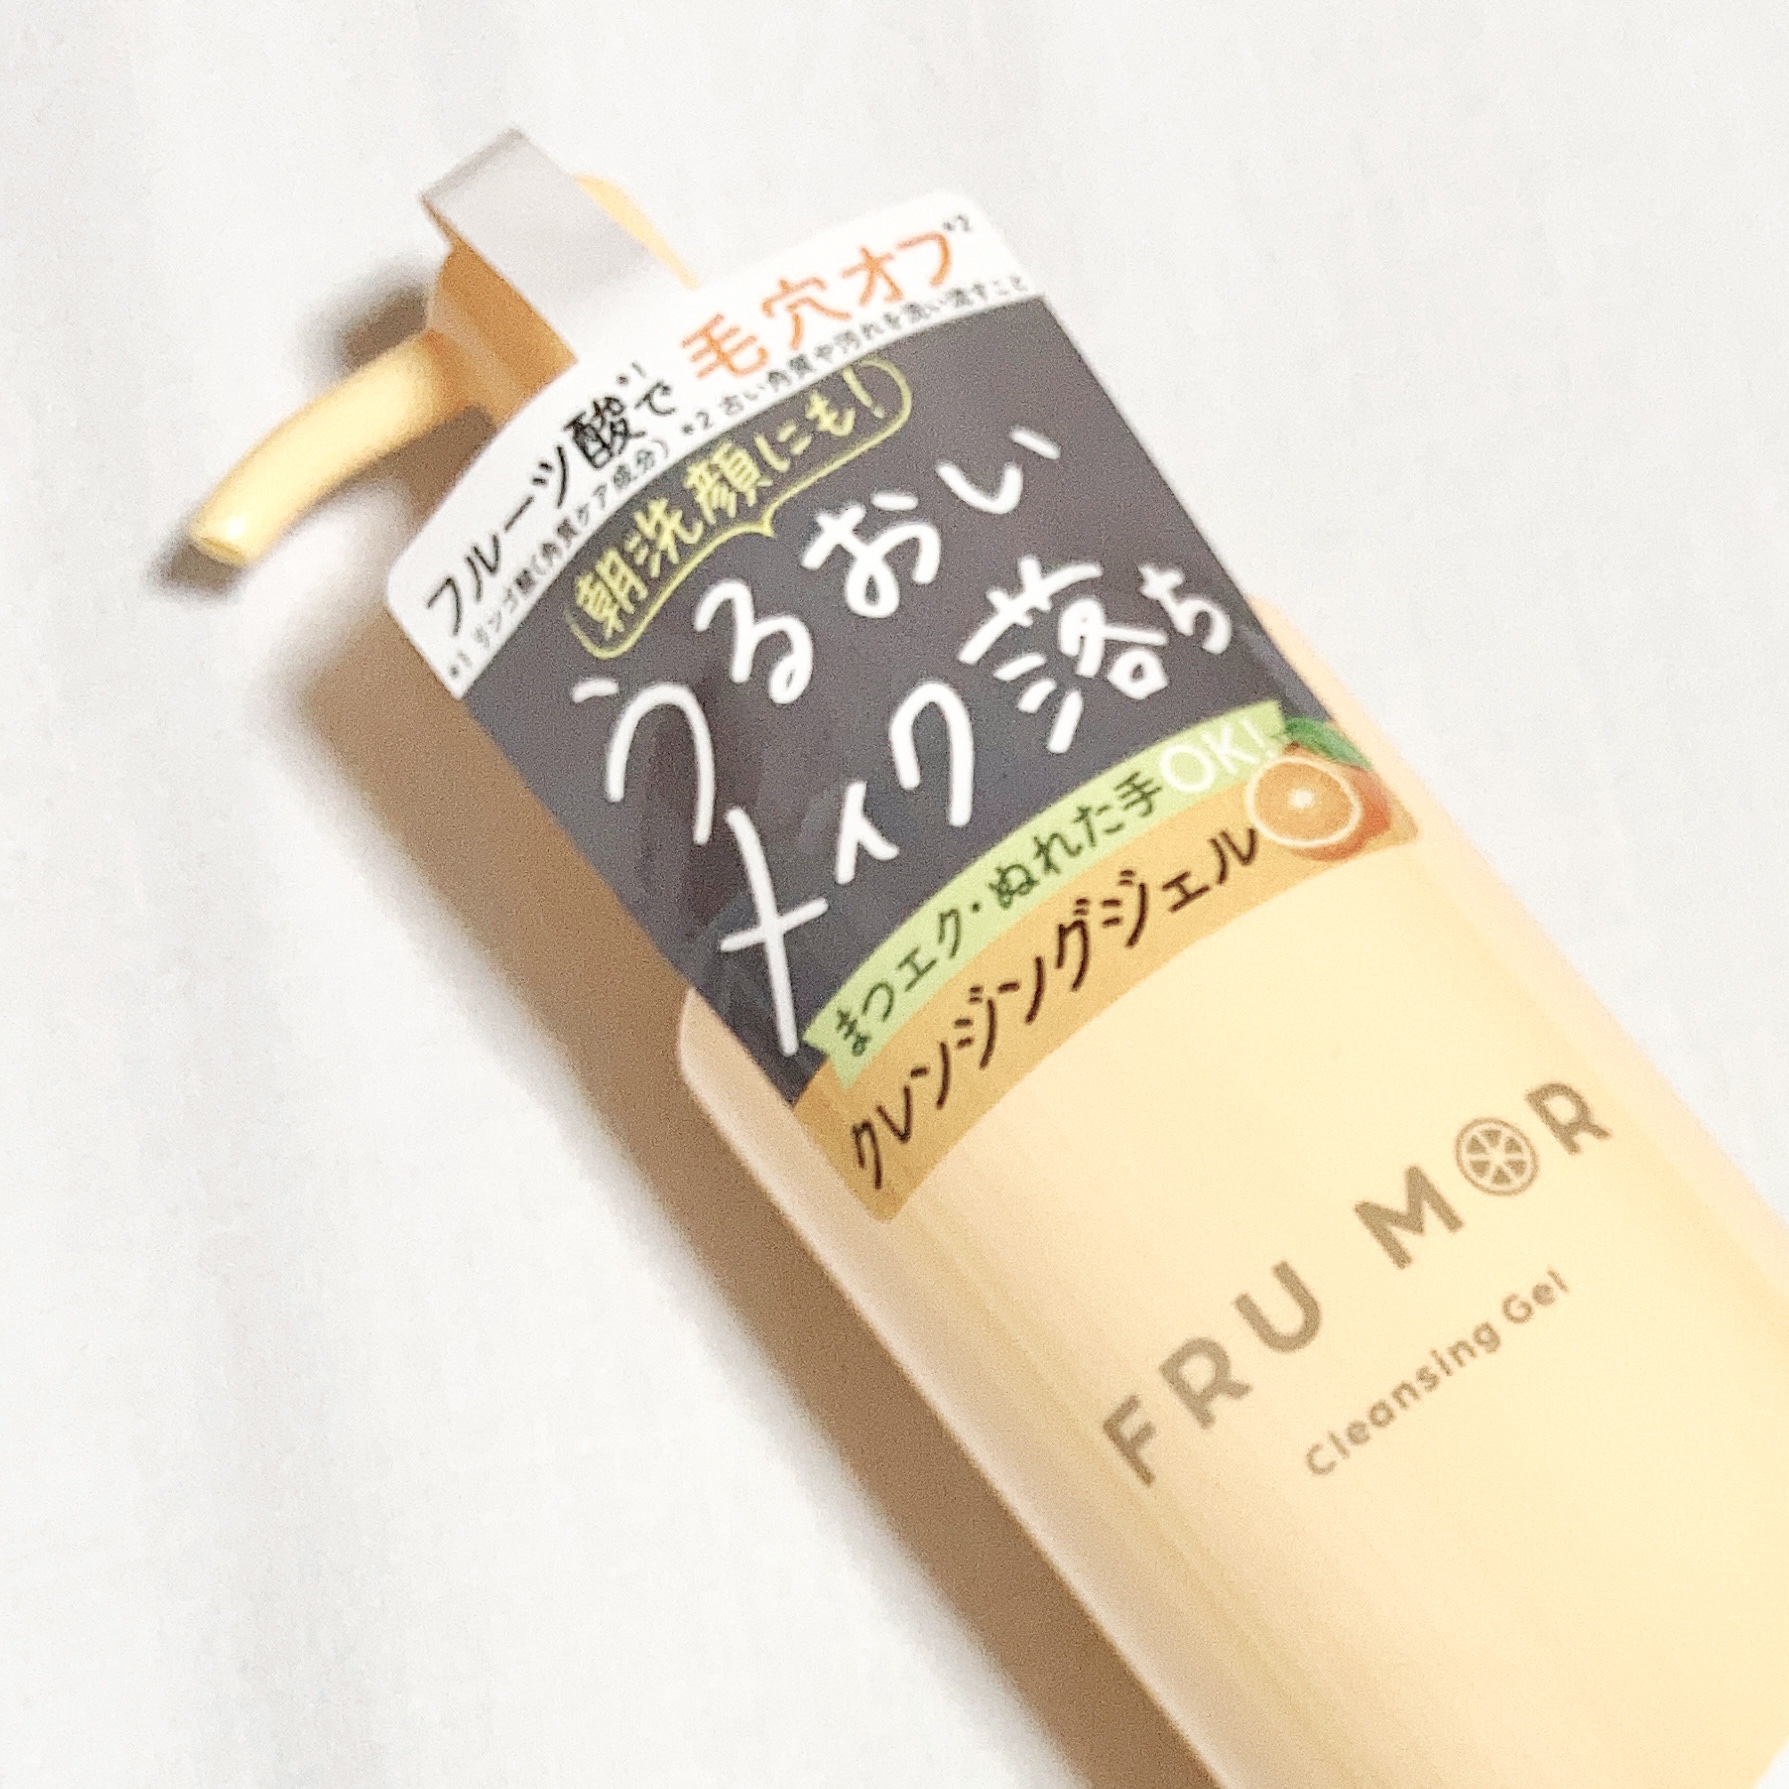 フルーツ酸*1で 毛穴オフ*2
*1 リンゴ酸(角質ケア成分) *2 古い角質や汚れを洗い流すこと
朝洗顔にも!
うるおい
メイク落ち
まつエク・ぬれた手OK!
クレンジングジェル
FRU MOR
Cleansing Gel